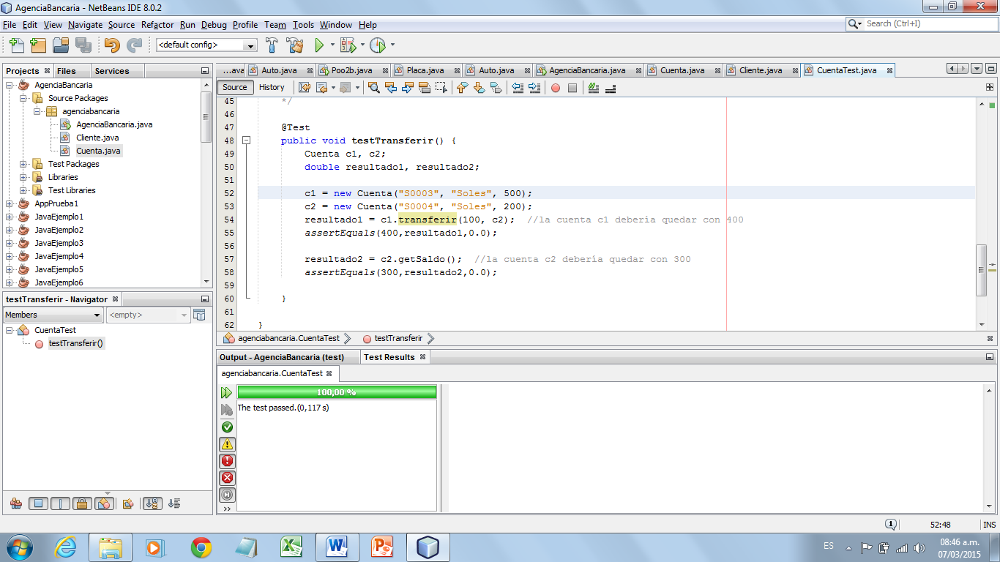 AgenciaBancaria - NetBeans IDE 8.0.2
File Edit View Navigate Source Refactor Run Debug Profile Team Tools Window Help
Search (Ctrl+I)
<default config>
Projects Files Services
...ava Auto.java Poo2b.java Placa.java Auto.java AgenciaBancaria.java Cuenta.java Cliente.java CuentaTest.java
AgenciaBancaria
Source Packages
agenciabancaria
AgenciaBancaria.java
Cliente.java
Cuenta.java
Test Packages
Libraries
Test Libraries
AppPrueba1
JavaEjemplo1
JavaEjemplo2
JavaEjemplo3
JavaEjemplo4
JavaEjemplo5
JavaEjemplo6
Source History
45 */
46
47 @Test
48 public void testTransferir() {
49 Cuenta c1, c2;
50 double resultado1, resultado2;
51
52 c1 = new Cuenta("S0003", "Soles", 500);
53 c2 = new Cuenta("S0004", "Soles", 200);
54 resultado1 = c1.transferir(100, c2); //la cuenta c1 debería quedar con 400
55 assertEquals(400,resultado1,0.0);
56
57 resultado2 = c2.getSaldo(); //la cuenta c2 debería quedar con 300
58 assertEquals(300,resultado2,0.0);
59
60 }
61
62 }
agenciabancaria.CuentaTest testTransferir
testTransferir - Navigator
Members <empty>
CuentaTest
testTransferir()
Output - AgenciaBancaria (test) Test Results
agenciabancaria.CuentaTest
100,00 %
The test passed.(0,117 s)
1 52:48 INS
ES 08:46 a.m.
07/03/2015